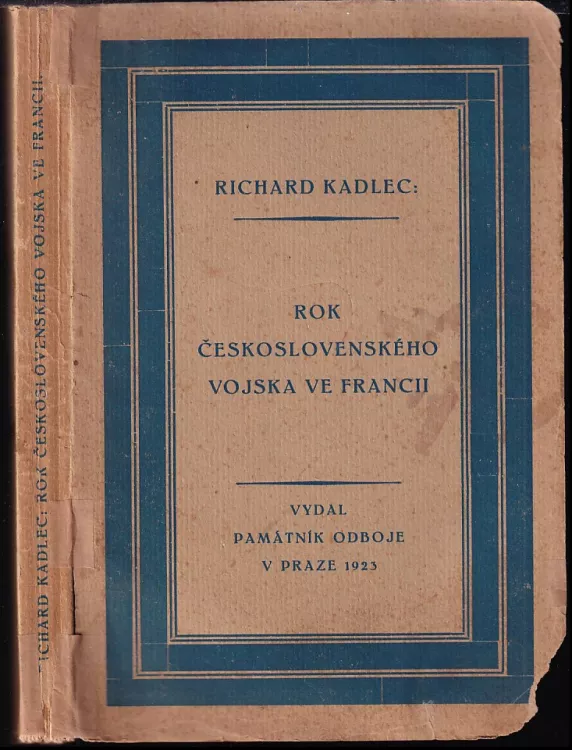 RICHARD KADLEC: ROK ČESKOSLOVENSKÉHO VOJSKA VE FRANCII.
RICHARD KADLEC:
ROK
ČESKOSLOVENSKÉHO
VOJSKA VE FRANCII
VYDAL
PAMÁTNÍK ODBOJE
V PRAZE 1923